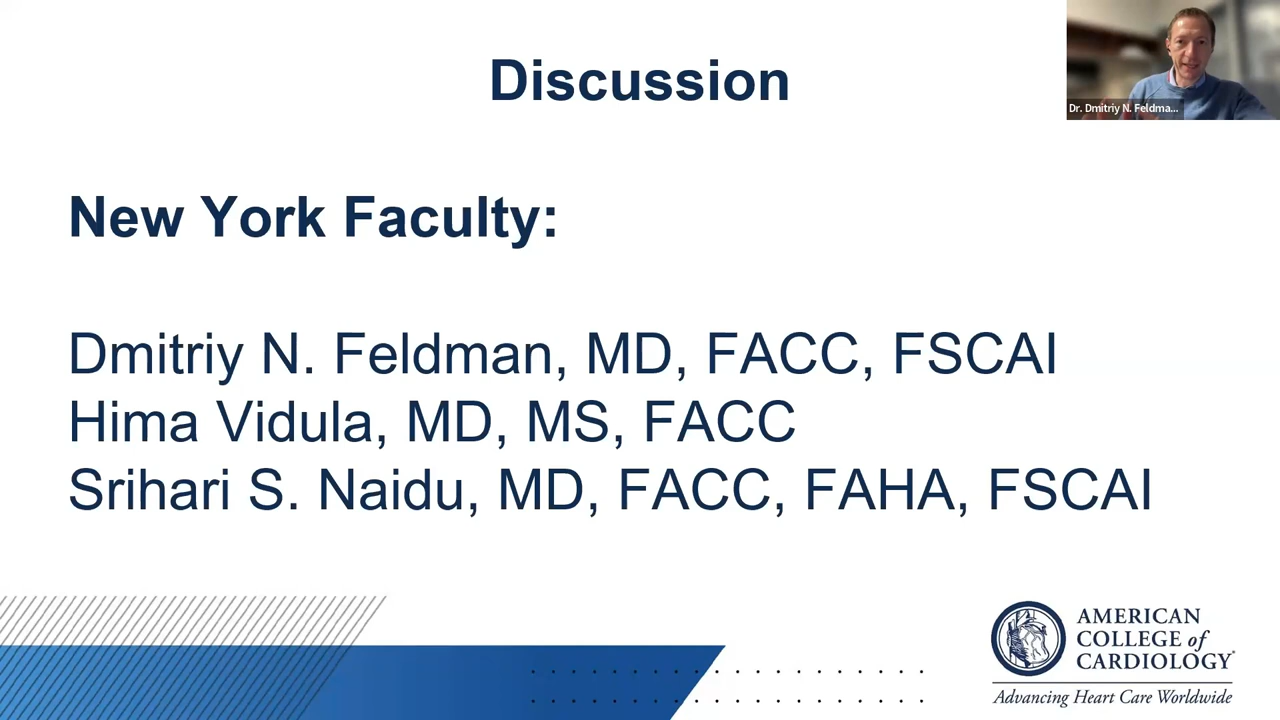 Discussion
Dr. Dmitriy N. Feldma...
New York Faculty:
Dmitriy N. Feldman, MD, FACC, FSCAI
Hima Vidula, MD, MS, FACC
Srihari S. Naidu, MD, FACC, FAHA, FSCAI
AMERICAN
COLLEGE of
CARDIOLOGY
Advancing Heart Care Worldwide